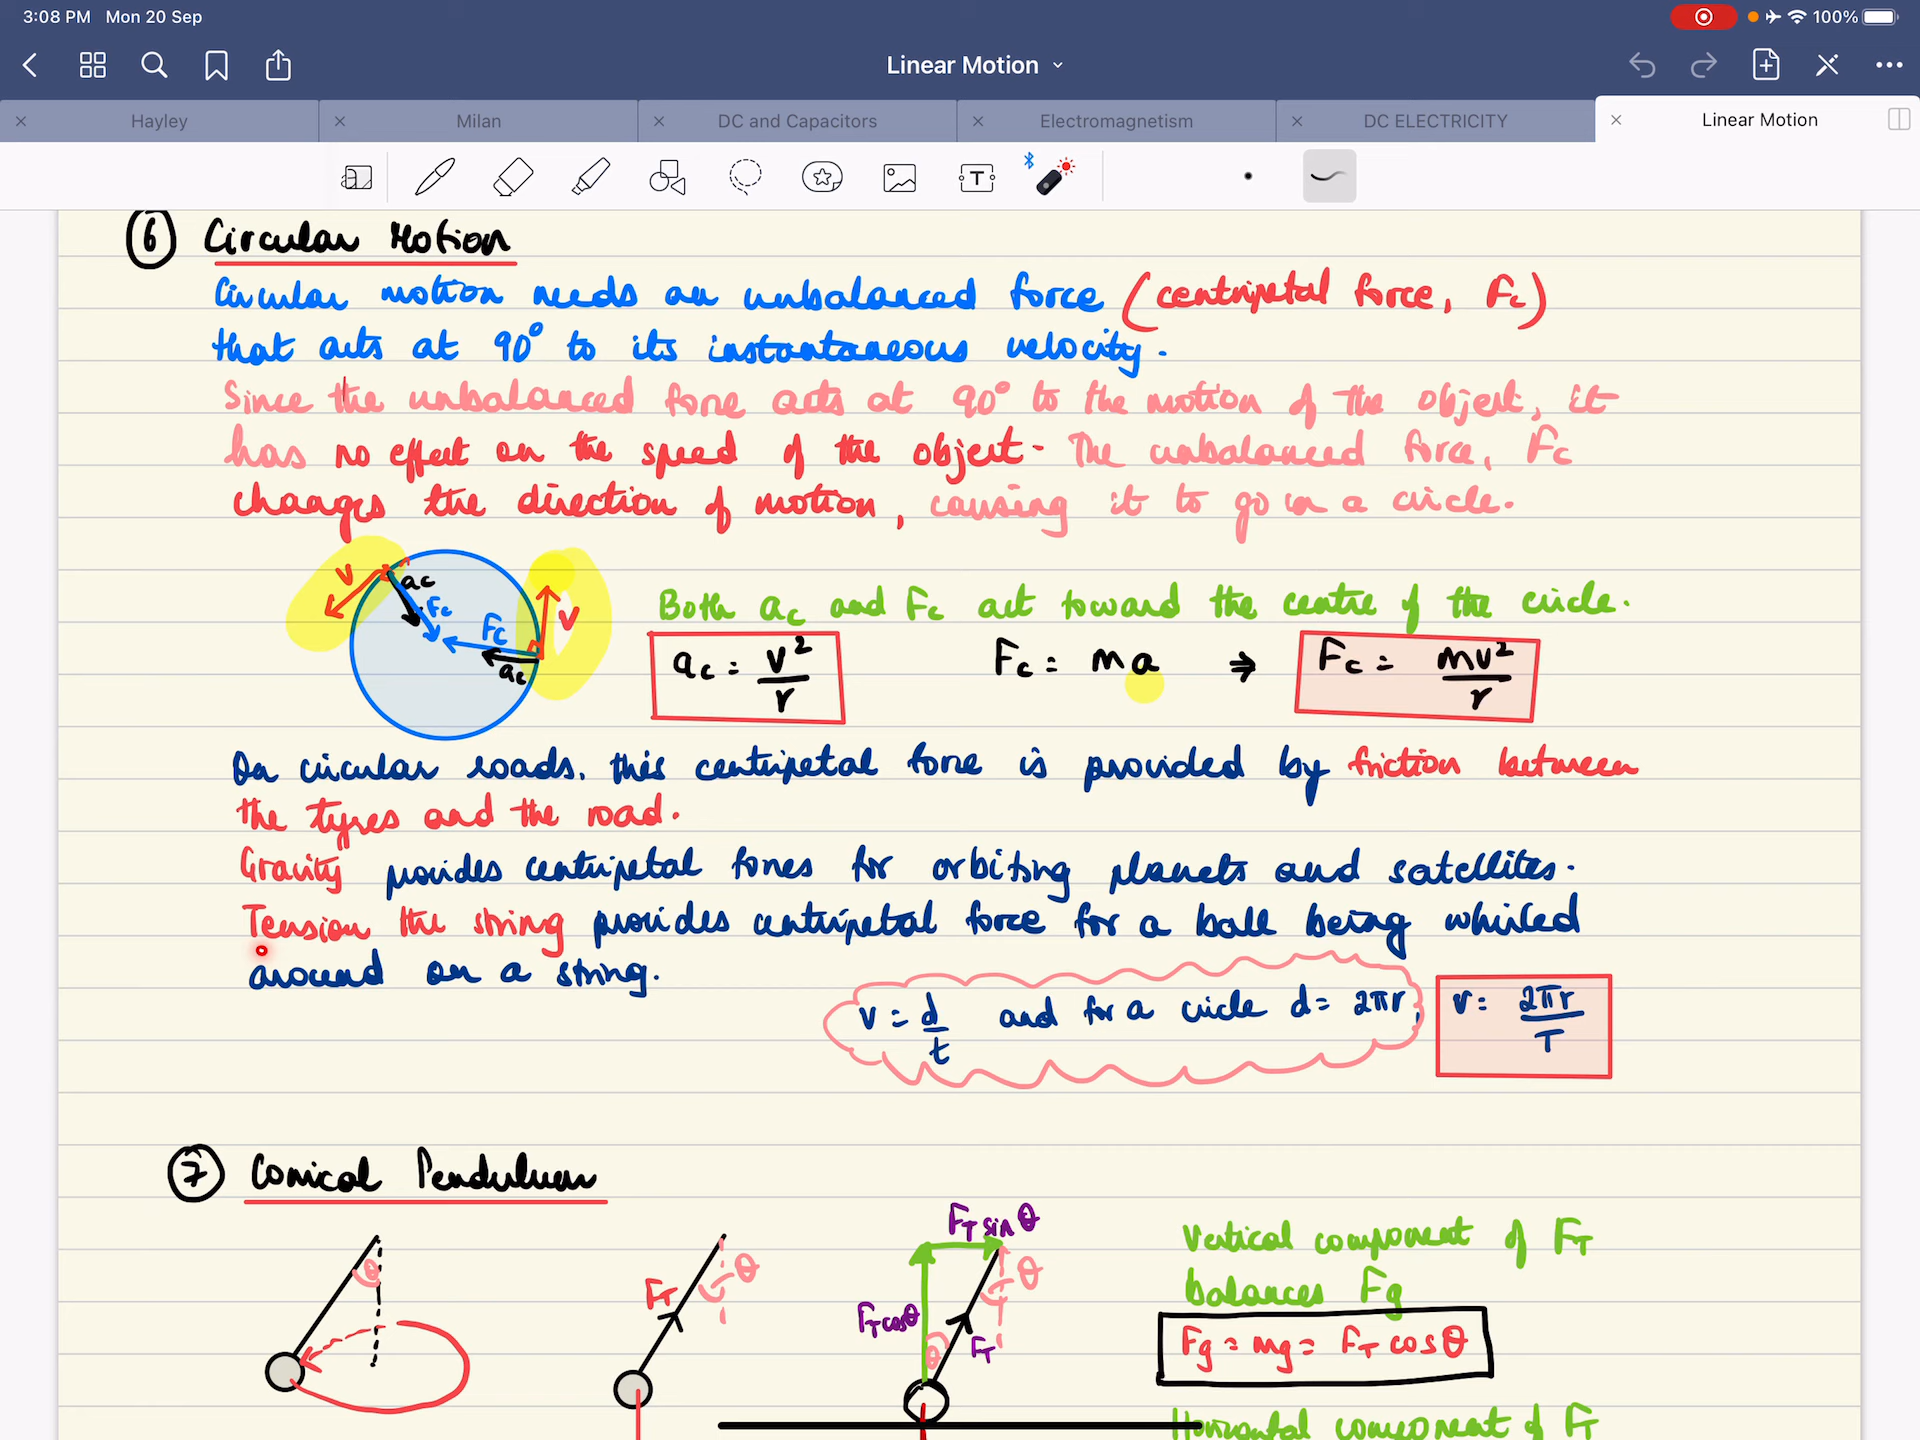 3:08 PM Mon 20 Sep
100%
Linear Motion
Hayley
Milan
DC and Capacitors
Electromagnetism
DC ELECTRICITY
Linear Motion
⑥ Circular Motion
Circular motion needs an unbalanced force (centripetal force, Fc)
that acts at 90° to its instantaneous velocity.
Since the unbalanced force acts at 90° to the motion of the object, it
has no effect on the speed of the object. The unbalanced force, Fc
changes the direction of motion, causing it to go in a circle.
v
ac
Fc
Fc
v
ac
Both ac and Fc act toward the centre of the circle.
ac = v²/r
Fc = ma ⇒ Fc = mv²/r
On circular roads, this centripetal force is provided by friction between
the tyres and the road.
Gravity provides centripetal forces for orbiting planets and satellites.
Tension the string provides centripetal force for a ball being whirled
around on a string.
v = d/t and for a circle d = 2πr,
v = 2πr/T
⑦ Conical Pendulum
θ
FT
θ
FT sinθ
FT cosθ
θ
FT
θ
Vertical component of FT
balances Fg
Fg = mg = FT cosθ
Horizontal component of FT